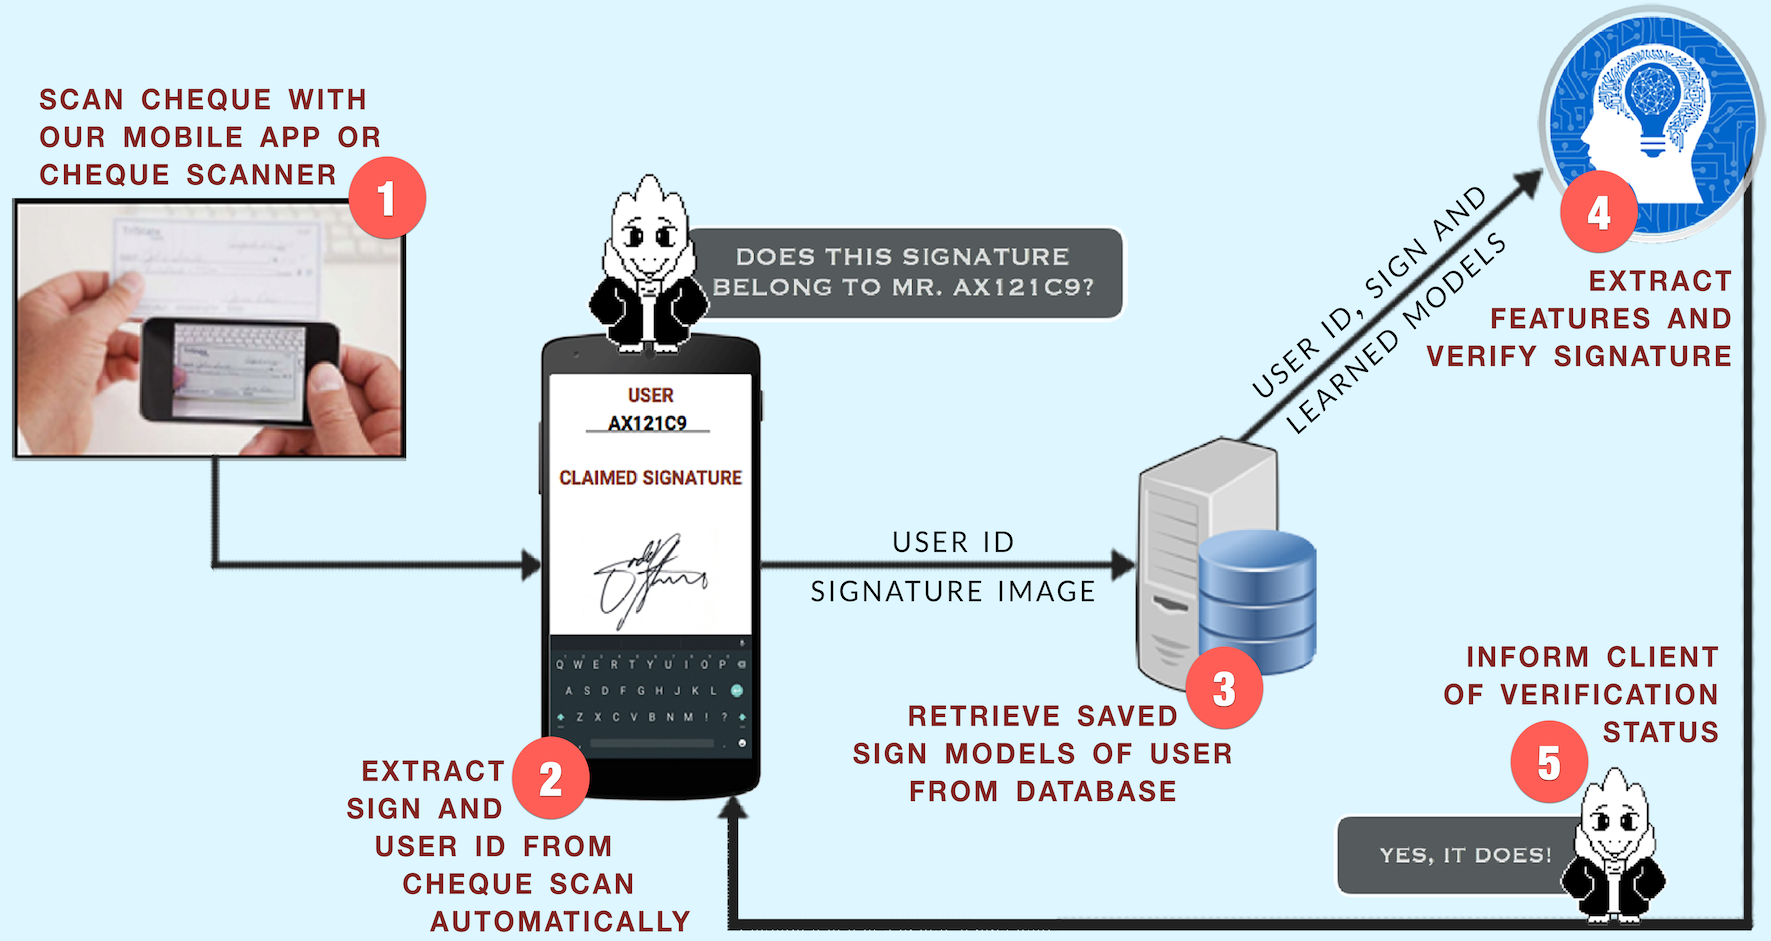 SCAN CHEQUE WITH
OUR MOBILE APP OR
CHEQUE SCANNER
1
DOES THIS SIGNATURE
BELONG TO MR. AX121C9?
USER
AX121C9
CLAIMED SIGNATURE
Q W E R T Y U I O P
A S D F G H J K L
Z X C V B N M ! ?
2
EXTRACT
SIGN AND
USER ID FROM
CHEQUE SCAN
AUTOMATICALLY
USER ID
SIGNATURE IMAGE
3
RETRIEVE SAVED
SIGN MODELS OF USER
FROM DATABASE
USER ID, SIGN AND
LEARNED MODELS
4
EXTRACT
FEATURES AND
VERIFY SIGNATURE
INFORM CLIENT
OF VERIFICATION
STATUS
5
YES, IT DOES!